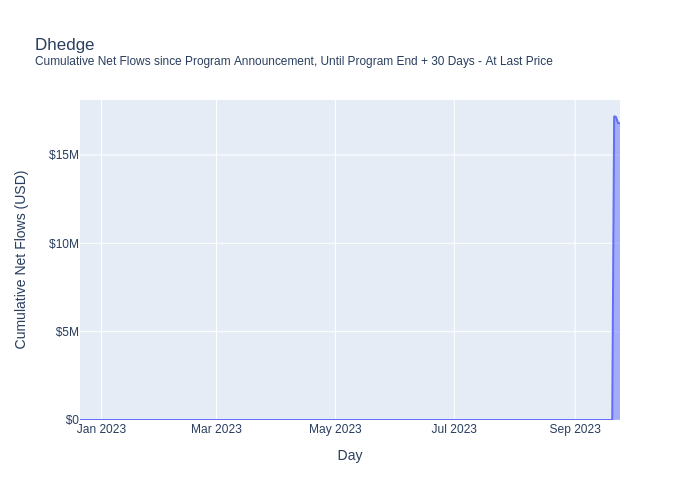 Dhedge
Cumulative Net Flows since Program Announcement, Until Program End + 30 Days - At Last Price
Cumulative Net Flows (USD)
$15M
$10M
$5M
$0
Jan 2023 Mar 2023 May 2023 Jul 2023 Sep 2023
Day